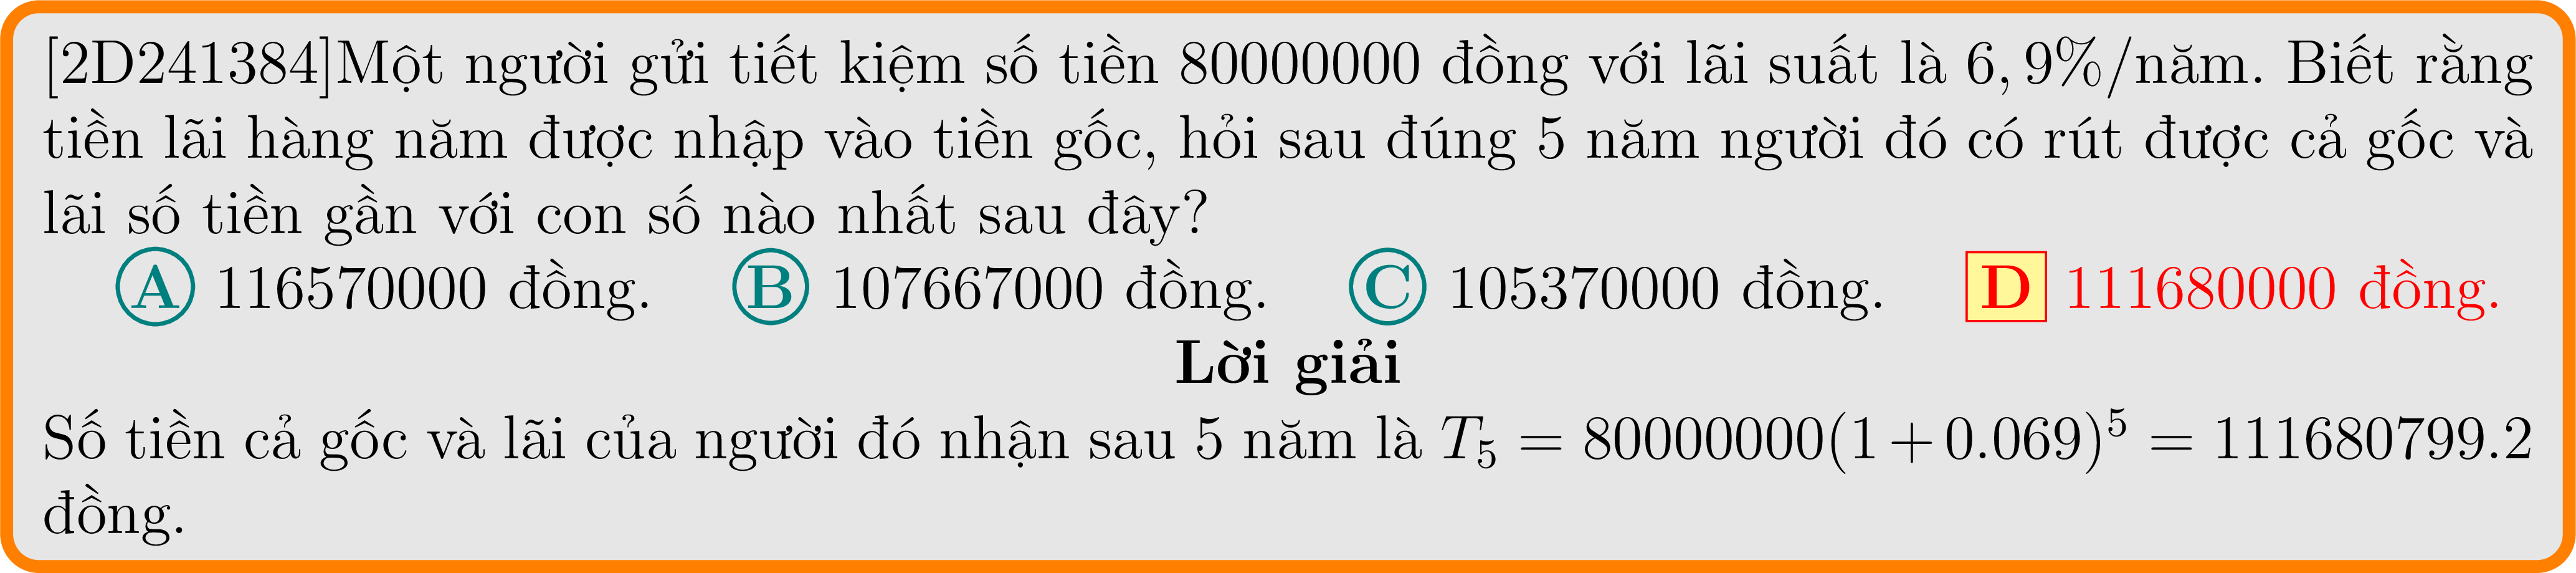 [2D241384]Một người gửi tiết kiệm số tiền 80000000 đồng với lãi suất là 6, 9%/năm. Biết rằng
tiền lãi hàng năm được nhập vào tiền gốc, hỏi sau đúng 5 năm người đó có rút được cả gốc và
lãi số tiền gần với con số nào nhất sau đây?
A 116570000 đồng. B 107667000 đồng. C 105370000 đồng. D 111680000 đồng.
Lời giải
Số tiền cả gốc và lãi của người đó nhận sau 5 năm là T₅ = 80000000(1 + 0.069)⁵ = 111680799.2
đồng.